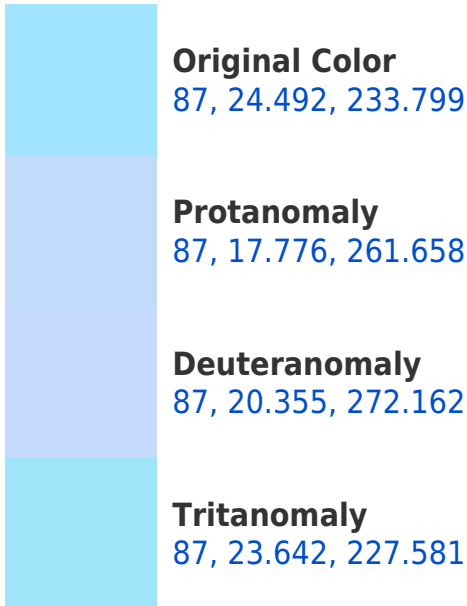 Original Color
87, 24.492, 233.799
Protanomaly
87, 17.776, 261.658
Deuteranomaly
87, 20.355, 272.162
Tritanomaly
87, 23.642, 227.581